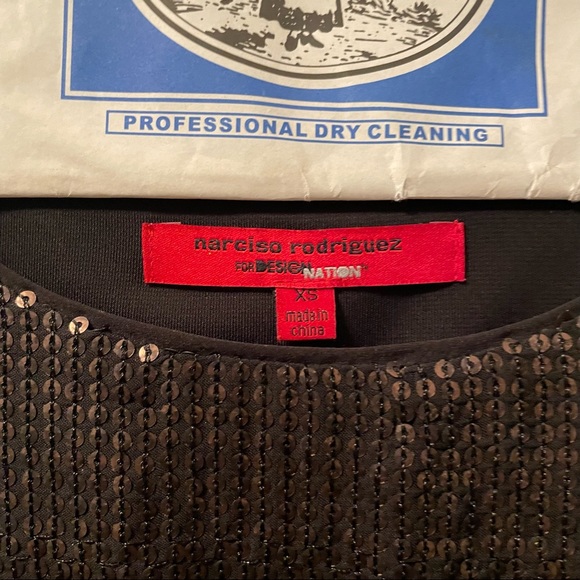 PROFESSIONAL DRY CLEANING
narciso rodriguez
FOR DESIGN NATION
XS
made in
china